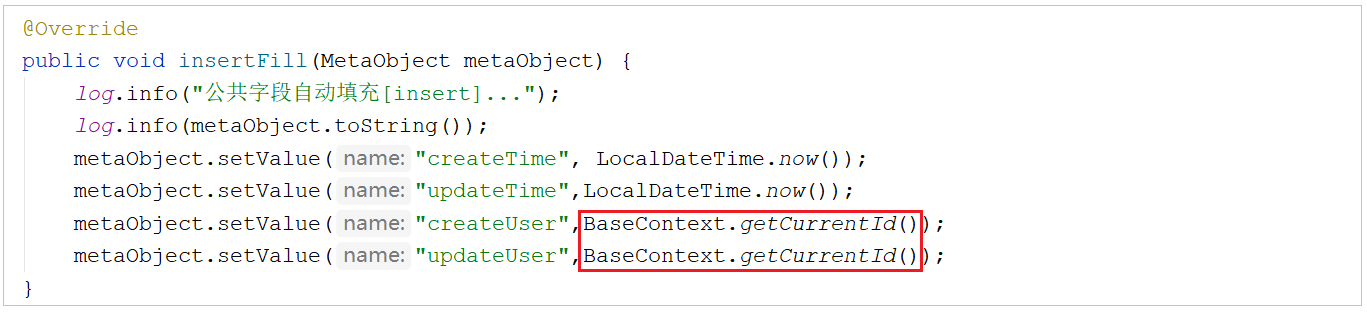 @Override
public void insertFill(MetaObject metaObject) {
log.info("公共字段自动填充[insert]...");
log.info(metaObject.toString());
metaObject.setValue( name: "createTime", LocalDateTime.now());
metaObject.setValue( name: "updateTime",LocalDateTime.now());
metaObject.setValue( name: "createUser",BaseContext.getCurrentId());
metaObject.setValue( name: "updateUser",BaseContext.getCurrentId());
}